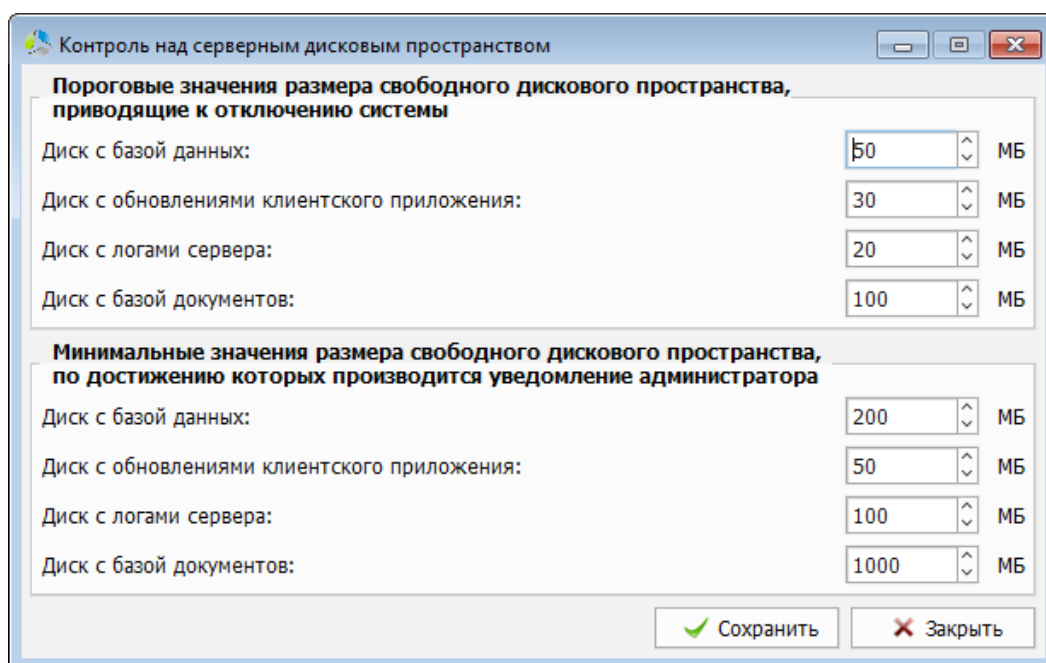 Контроль над серверным дисковым пространством
Пороговые значения размера свободного дискового пространства,
приводящие к отключению системы
Диск с базой данных: 50 МБ
Диск с обновлениями клиентского приложения: 30 МБ
Диск с логами сервера: 20 МБ
Диск с базой документов: 100 МБ
Минимальные значения размера свободного дискового пространства,
по достижению которых производится уведомление администратора
Диск с базой данных: 200 МБ
Диск с обновлениями клиентского приложения: 50 МБ
Диск с логами сервера: 100 МБ
Диск с базой документов: 1000 МБ
Сохранить Закрыть